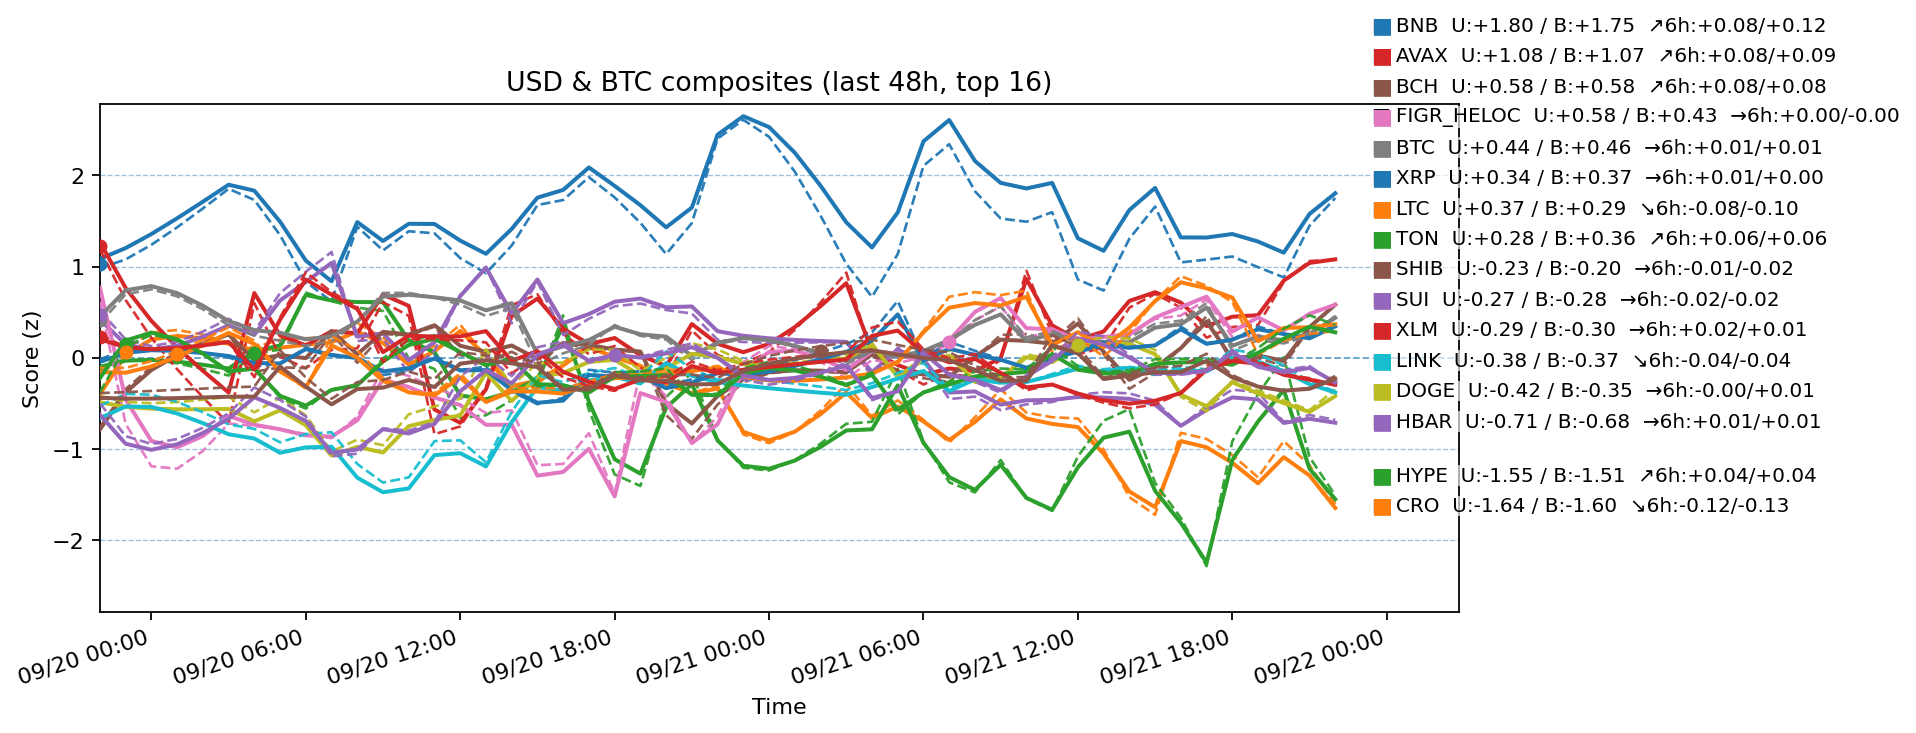 BNB  U:+1.80 / B:+1.75  ↗6h:+0.08/+0.12
AVAX  U:+1.08 / B:+1.07  ↗6h:+0.08/+0.09
USD & BTC composites (last 48h, top 16)
BCH  U:+0.58 / B:+0.58  ↗6h:+0.08/+0.08
FIGR_HELOC  U:+0.58 / B:+0.43  →6h:+0.00/-0.00
BTC  U:+0.44 / B:+0.46  →6h:+0.01/+0.01
XRP  U:+0.34 / B:+0.37  →6h:+0.01/+0.00
LTC  U:+0.37 / B:+0.29  ↘6h:-0.08/-0.10
TON  U:+0.28 / B:+0.36  ↗6h:+0.06/+0.06
SHIB  U:-0.23 / B:-0.20  →6h:-0.01/-0.02
SUI  U:-0.27 / B:-0.28  →6h:-0.02/-0.02
XLM  U:-0.29 / B:-0.30  →6h:+0.02/+0.01
LINK  U:-0.38 / B:-0.37  ↘6h:-0.04/-0.04
DOGE  U:-0.42 / B:-0.35  →6h:-0.00/+0.01
HBAR  U:-0.71 / B:-0.68  →6h:+0.01/+0.01
HYPE  U:-1.55 / B:-1.51  ↗6h:+0.04/+0.04
CRO  U:-1.64 / B:-1.60  ↘6h:-0.12/-0.13
Score (z)
2
1
0
−1
−2
09/20 00:00
09/20 06:00
09/20 12:00
09/20 18:00
09/21 00:00
09/21 06:00
09/21 12:00
09/21 18:00
09/22 00:00
Time